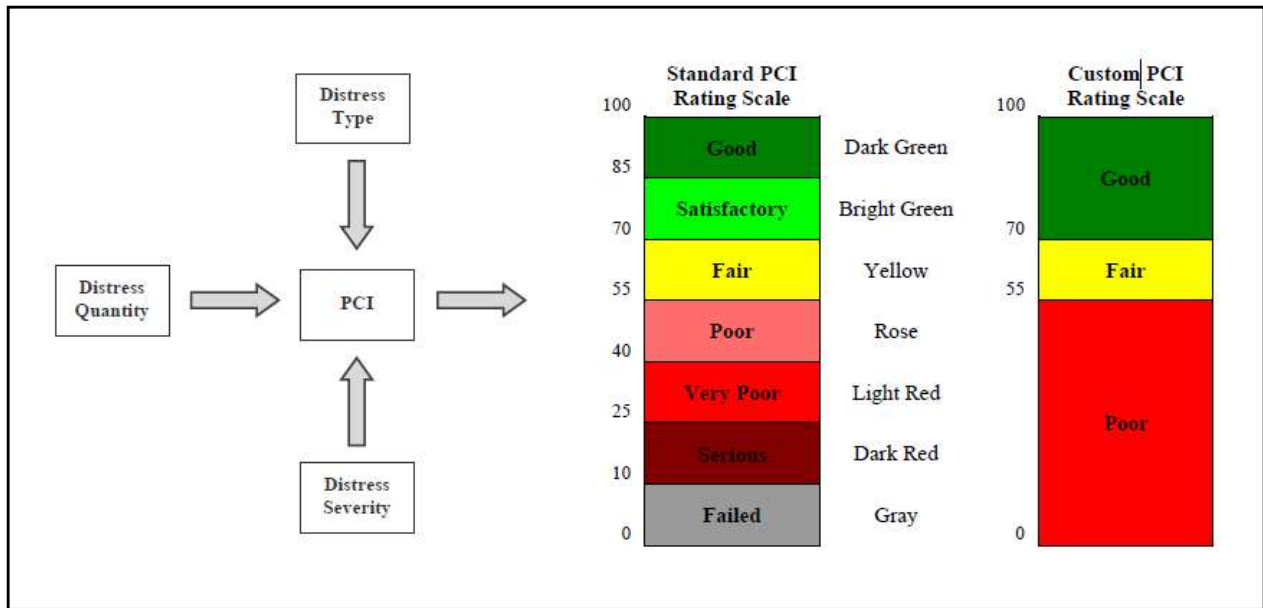 Distress
Type
Distress
Quantity
PCI
Distress
Severity
Standard PCI
Rating Scale
100
Good
Dark Green
85
Satisfactory
Bright Green
70
Fair
Yellow
55
Poor
Rose
40
Very Poor
Light Red
25
Serious
Dark Red
10
Failed
Gray
0
Custom PCI
Rating Scale
100
Good
70
Fair
55
Poor
0